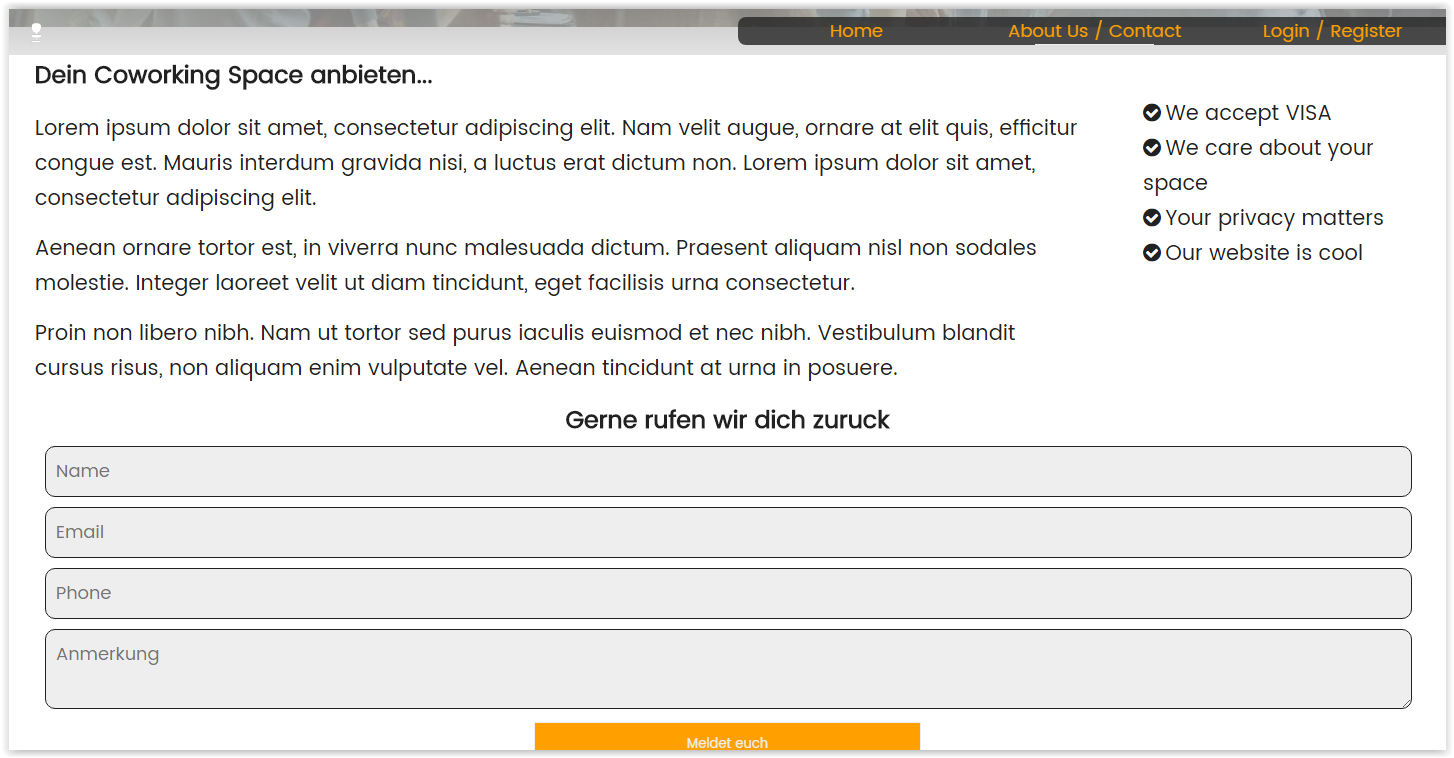 Home About Us / Contact Login / Register
Dein Coworking Space anbieten...
Lorem ipsum dolor sit amet, consectetur adipiscing elit. Nam velit augue, ornare at elit quis, efficitur
congue est. Mauris interdum gravida nisi, a luctus erat dictum non. Lorem ipsum dolor sit amet,
consectetur adipiscing elit.
Aenean ornare tortor est, in viverra nunc malesuada dictum. Praesent aliquam nisl non sodales
molestie. Integer laoreet velit ut diam tincidunt, eget facilisis urna consectetur.
Proin non libero nibh. Nam ut tortor sed purus iaculis euismod et nec nibh. Vestibulum blandit
cursus risus, non aliquam enim vulputate vel. Aenean tincidunt at urna in posuere.
We accept VISA
We care about your
space
Your privacy matters
Our website is cool
Gerne rufen wir dich zuruck
Name
Email
Phone
Anmerkung
Meldet euch